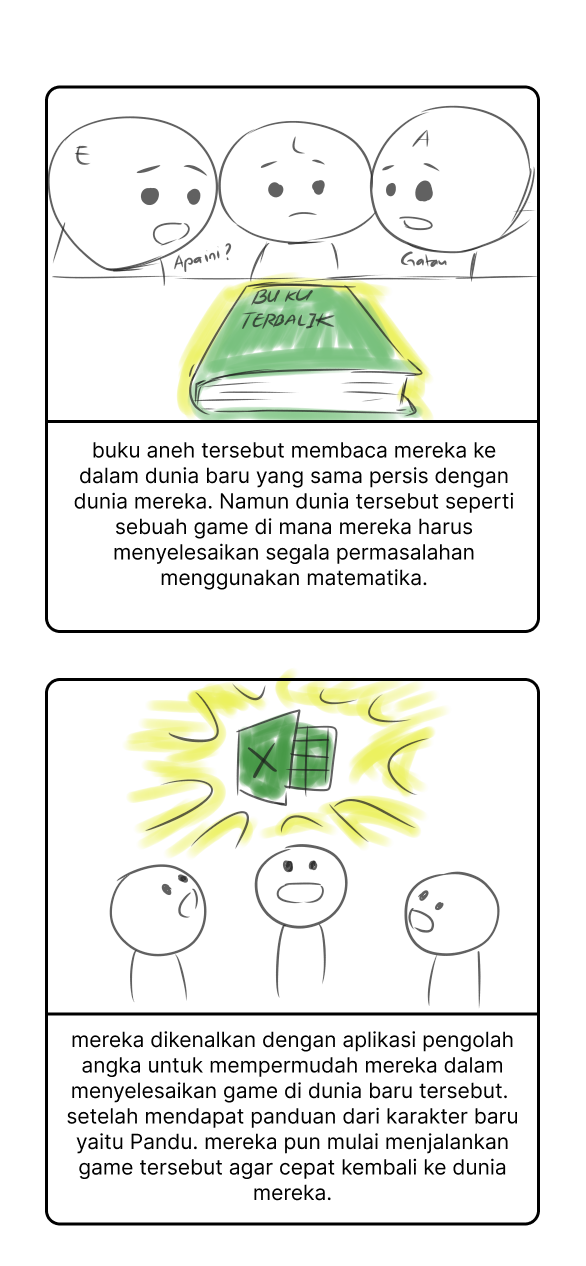 E
L
A
Apa ini?
Gatau
BUKU
TERBALIK
buku aneh tersebut membaca mereka ke
dalam dunia baru yang sama persis dengan
dunia mereka. Namun dunia tersebut seperti
sebuah game di mana mereka harus
menyelesaikan segala permasalahan
menggunakan matematika.
X
mereka dikenalkan dengan aplikasi pengolah
angka untuk mempermudah mereka dalam
menyelesaikan game di dunia baru tersebut.
setelah mendapat panduan dari karakter baru
yaitu Pandu. mereka pun mulai menjalankan
game tersebut agar cepat kembali ke dunia
mereka.